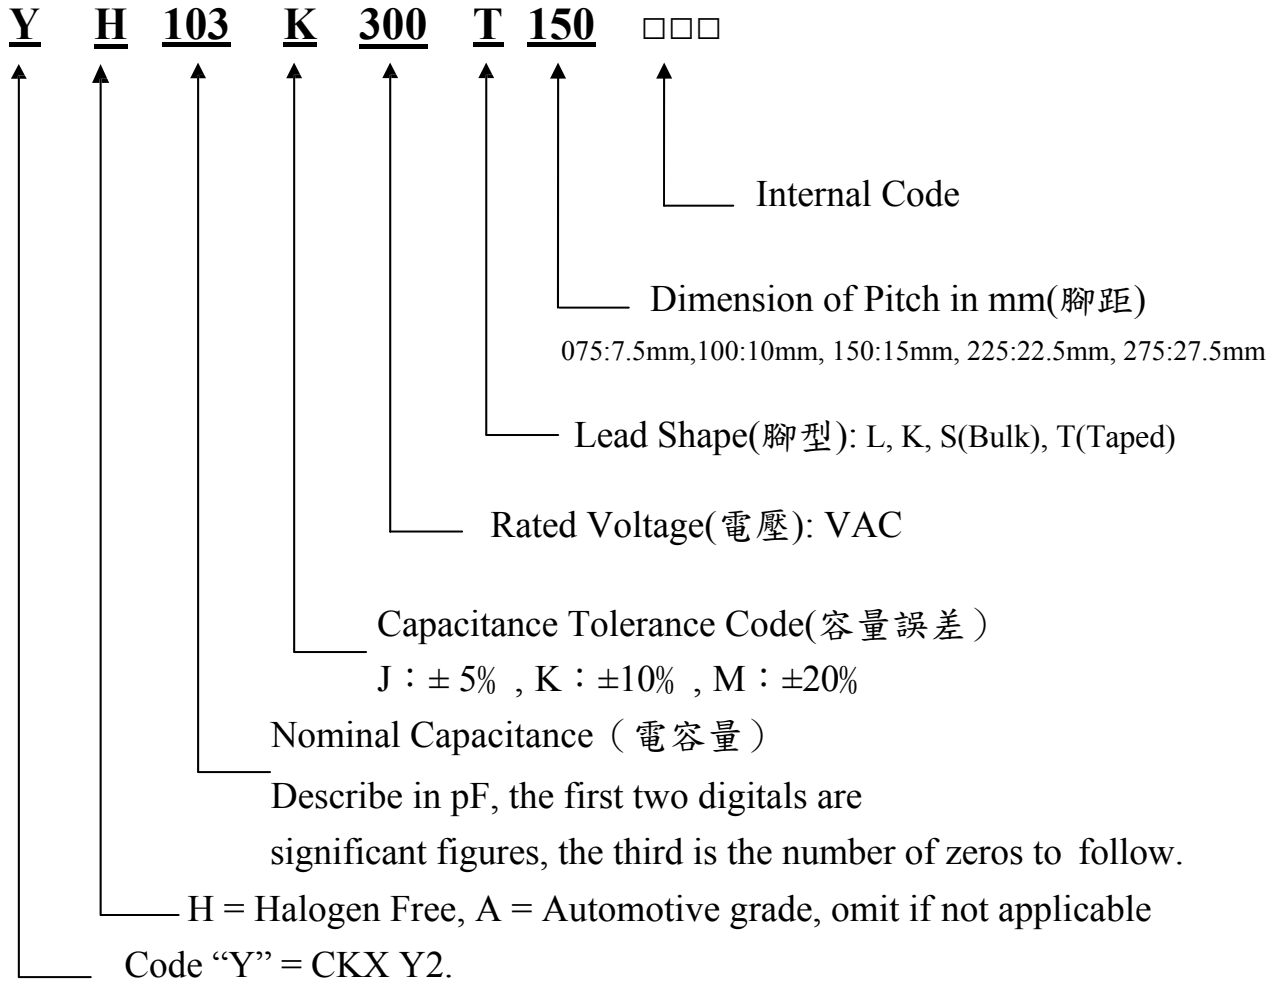 Y H 103 K 300 T 150 □□□
Internal Code
Dimension of Pitch in mm(腳距)
075:7.5mm,100:10mm, 150:15mm, 225:22.5mm, 275:27.5mm
Lead Shape(腳型): L, K, S(Bulk), T(Taped)
Rated Voltage(電壓): VAC
Capacitance Tolerance Code(容量誤差）
J：± 5% , K：±10% , M：±20%
Nominal Capacitance（電容量）
Describe in pF, the first two digitals are
significant figures, the third is the number of zeros to follow.
H = Halogen Free, A = Automotive grade, omit if not applicable
Code “Y” = CKX Y2.